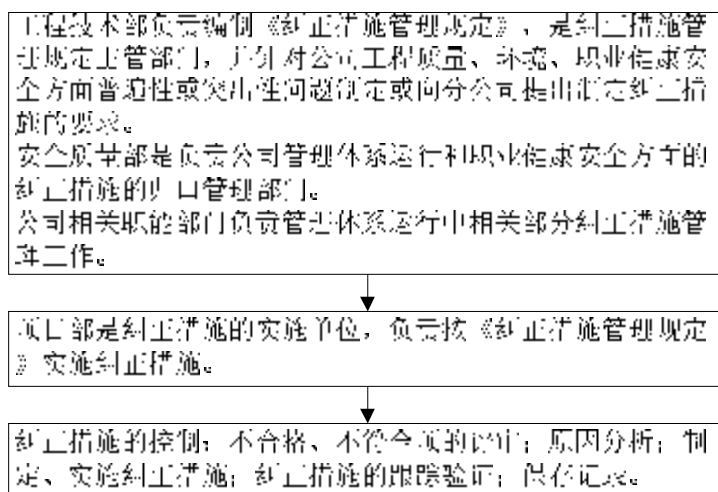 工程技术部负责编制《纠正措施管理规定》，是纠正措施管
理规定主管部门，并针对公司工程质量、环境、职业健康安
全方面普遍性或突出性问题制定或向分公司提出制定纠正措
施的要求。
安全质量部是负责公司管理体系运行和职业健康安全方面的
纠正措施的归口管理部门。
公司相关职能部门负责管理体系运行中相关部分纠正措施管
理工作。
项目部是纠正措施的实施单位，负责按《纠正措施管理规定
》实施纠正措施。
纠正措施的控制；不合格、不符合项的评审；原因分析；制
定、实施纠正措施；纠正措施的跟踪验证；保存记录。